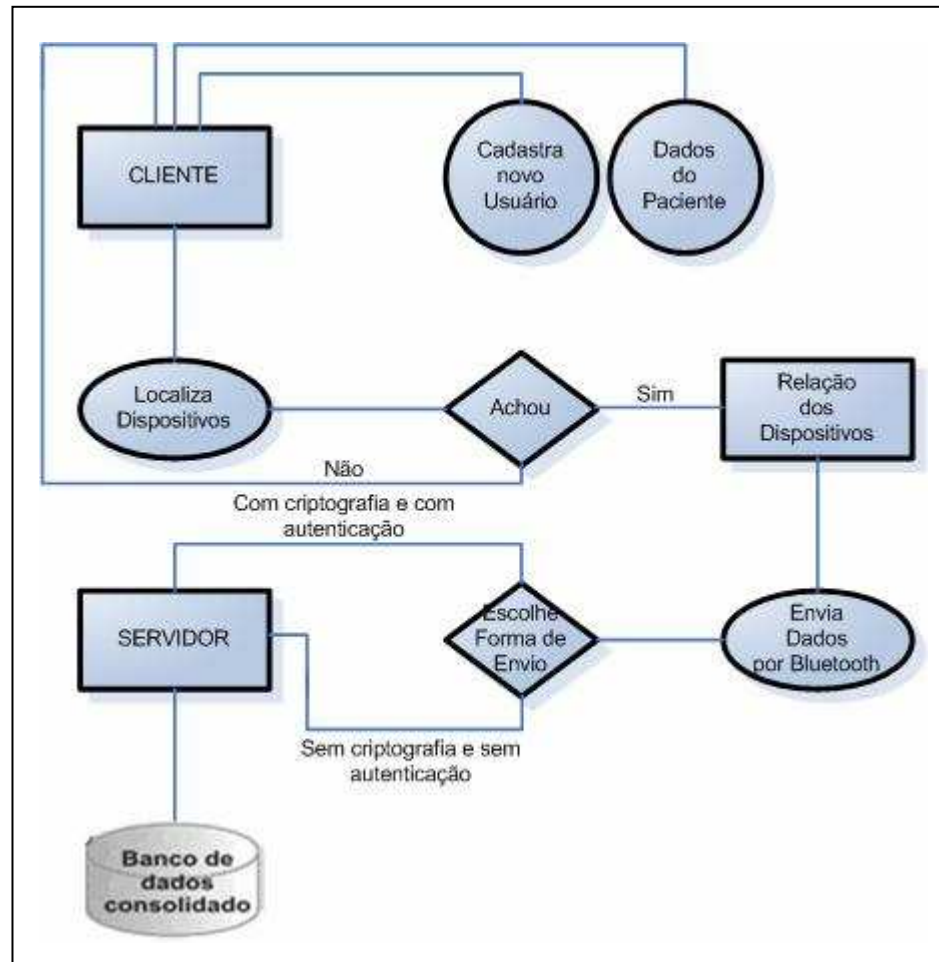 CLIENTE
Cadastra
novo
Usuário
Dados
do
Paciente
Localiza
Dispositivos
Achou
Sim
Relação
dos
Dispositivos
Não
Com criptografia e com
autenticação
SERVIDOR
Escolhe
Forma de
Envio
Envia
Dados
por Bluetooth
Sem criptografia e sem
autenticação
Banco de
dados
consolidado